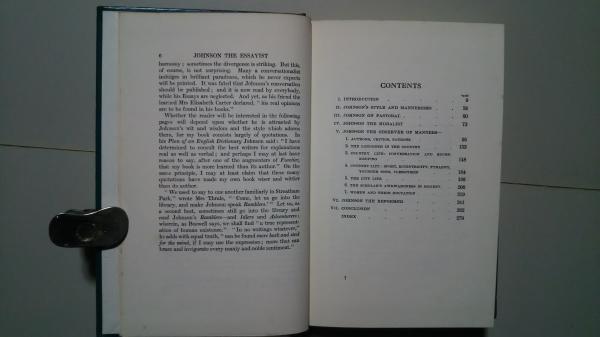 6 JOHNSON THE ESSAYIST
harmony; sometimes the divergence is striking. But this,
of course, is not surprising. Many a conversationalist
indulges in brilliant paradoxes, which he never expects
will be printed. It was fated that Johnson's conversation
should be published; and it is now read by everybody,
while his Essays are neglected. And yet, as his friend the
learned Mrs Elizabeth Carter declared, "his real opinions
are to be found in his books."
Whether the reader will be interested in the following
pages will depend upon whether he is attracted by
Johnson's wit and wisdom and the style which adorns
them, for my book consists largely of quotations. In
his Plan of an English Dictionary Johnson said: "I have
determined to consult the best writers for explanations
real as well as verbal; and perhaps I may at last have
reason to say, after one of the augmenters of Furetier,
that my book is more learned than its author." On the
same principle, I may at least claim that these many
quotations have made my own book wiser and wittier
than its author.
"We used to say to one another familiarly in Streatham
Park," wrote Mrs Thrale, "'Come, let us go into the
library, and make Johnson speak Ramblers.'" Let us, as
a second best, sometimes still go into the library and
read Johnson's Ramblers—and Idlers and Adventurers:
wherein, as Boswell says, we shall find "a true representation
of human existence." "In no writings whatever,"
he adds with equal truth, "can be found more bark and steel
for the mind, if I may use the expression; more that can
brace and invigorate every manly and noble sentiment."
CONTENTS
PAGE
I. INTRODUCTION 9
II. JOHNSON'S STYLE AND MANNERISMS
III. JOHNSON ON PASTORAL 60
IV. JOHNSON THE MORALIST 73
V. JOHNSON THE OBSERVER OF MANNERS—
1. AUTHORS, CRITICS, PATRONS
2. THE LONDONER IN THE COUNTRY
3. COUNTRY LIFE: CONVERSATION AND HOUSE-
KEEPING 148
4. COUNTRY LIFE: SPORT, ECCENTRICITY, TYRANNY,
YOUNGER SONS, CLERGYMEN
5. THE CITY LIFE
6. THE SCHOLAR'S AWKWARDNESS IN SOCIETY
7. WOMEN AND THEIR EDUCATION
VI. JOHNSON THE REFORMER
VII. CONCLUSION
INDEX
7